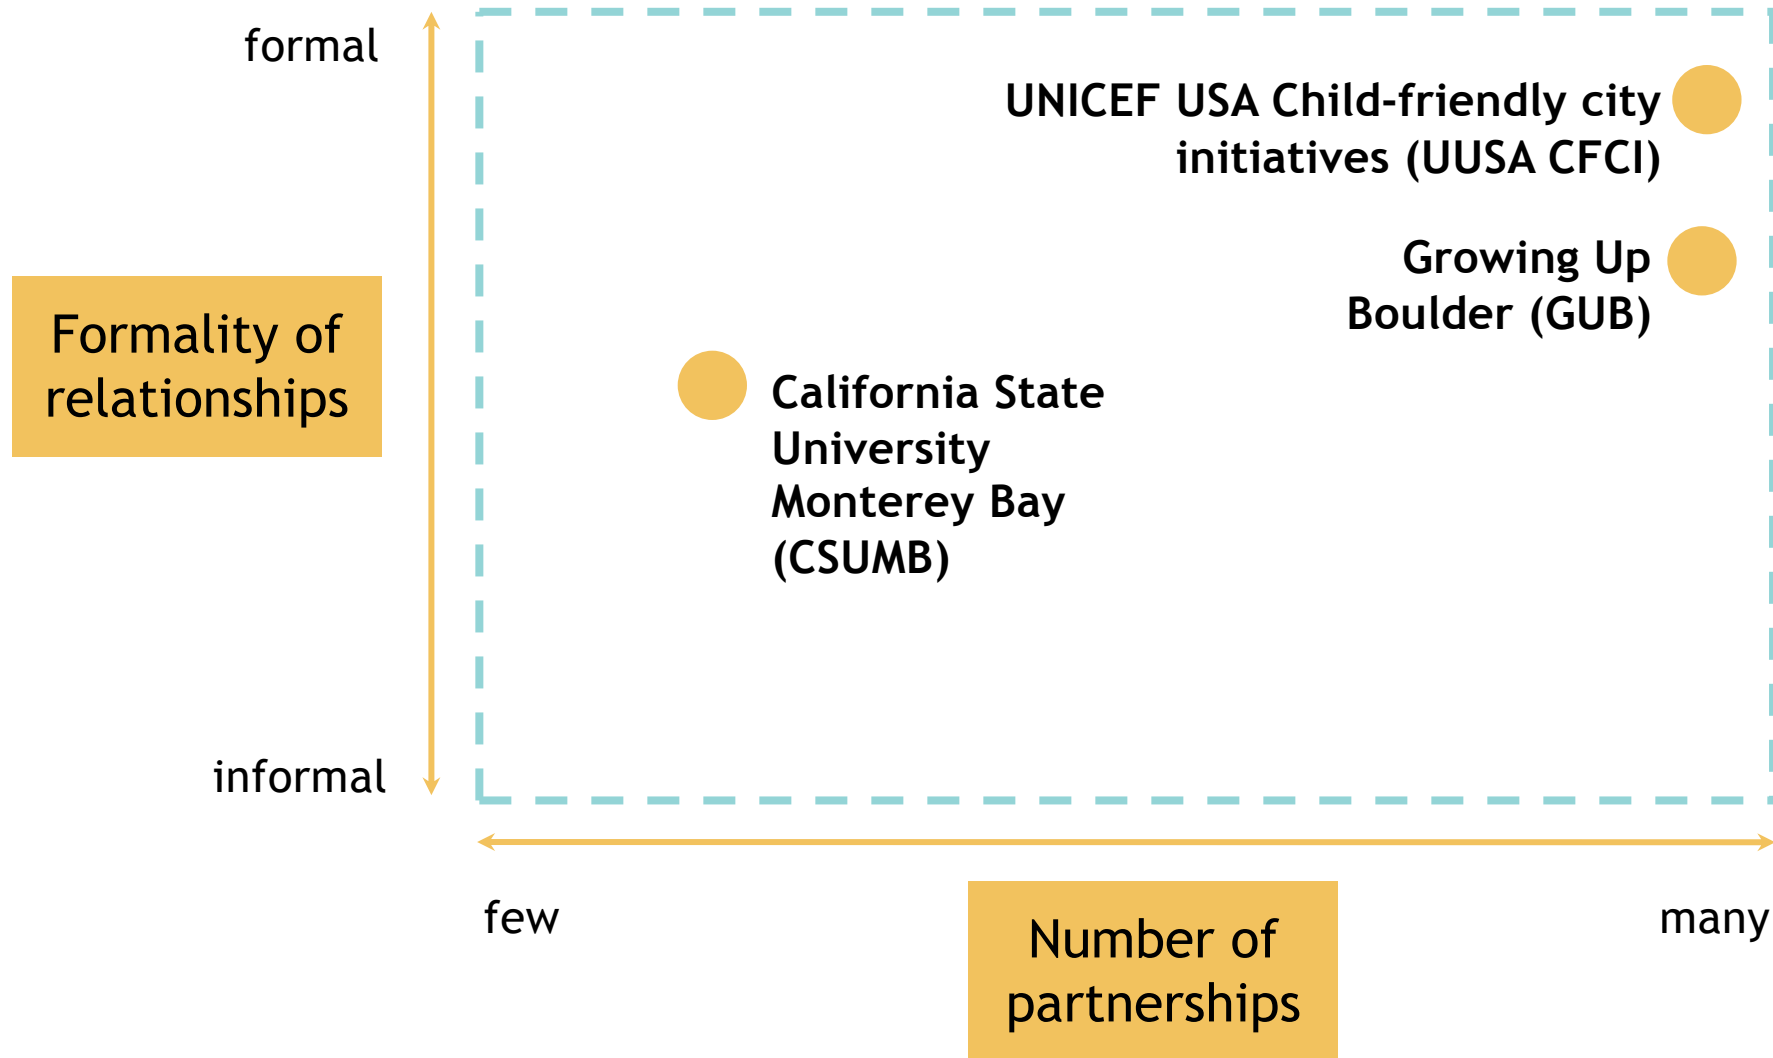 formal
UNICEF USA Child-friendly city
initiatives (UUSA CFCI)
Growing Up
Boulder (GUB)
Formality of
relationships
California State
University
Monterey Bay
(CSUMB)
informal
few
many
Number of
partnerships